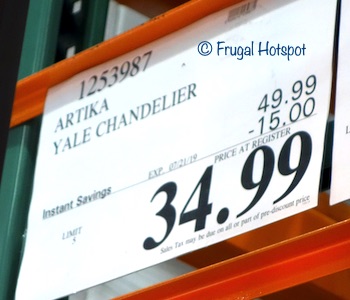 © Frugal Hotspot
1253987
ARTIKA
YALE CHANDELIER
49.99
-15.00
Instant Savings
EXP. 07/21/19
PRICE AT REGISTER
LIMIT
5
34.99
Sales Tax may be due on all or part of pre-discount price